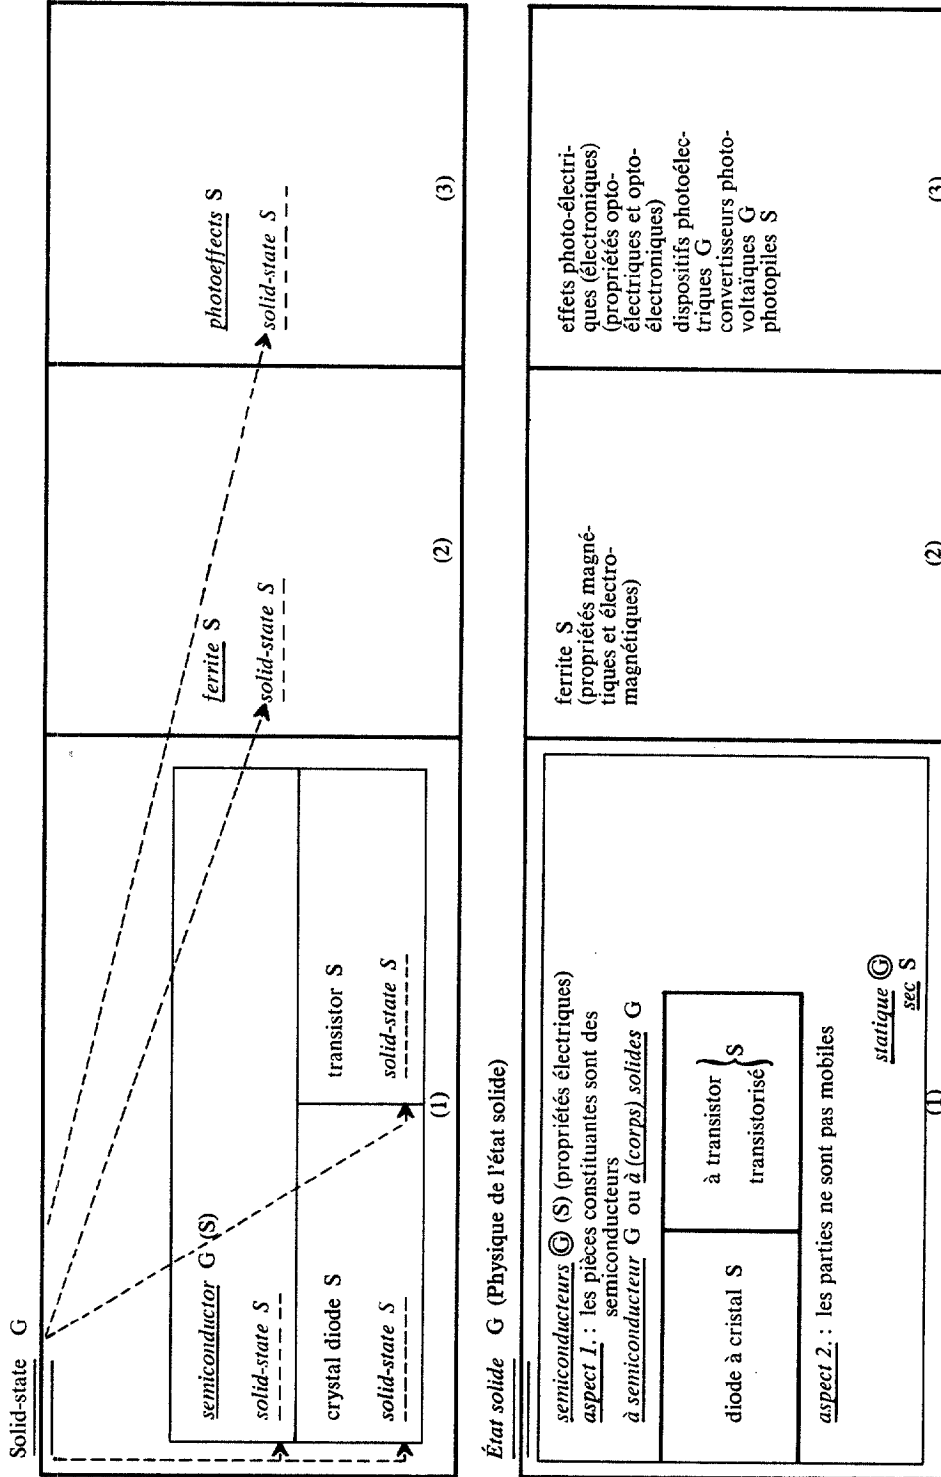 Solid-state G
semiconductor G (S)
solid-state S
crystal diode S
solid-state S
transistor S
solid-state S
(1)
ferrite S
solid-state S
(2)
photoeffects S
solid-state S
(3)
État solide G (Physique de l'état solide)
semiconducteurs G (S) (propriétés électriques)
aspect 1. : les pièces constituantes sont des
semiconducteurs
à semiconducteur G ou à (corps) solides G
diode à cristal S
à transistor
transistorisé } S
aspect 2. : les parties ne sont pas mobiles
statique G
sec S
(1)
ferrite S
(propriétés magné-
tiques et électro-
magnétiques)
(2)
effets photo-électri-
ques (électroniques)
(propriétés opto-
électriques et opto-
électroniques)
dispositifs photoélec-
triques G
convertisseurs photo-
voltaïques G
photopiles S
(3)